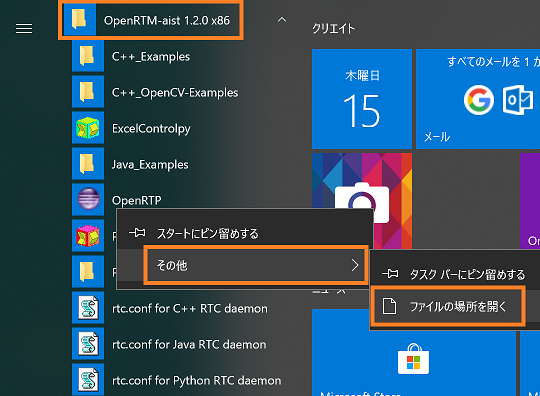 OpenRTM-aist 1.2.0 x86
C++_Examples
C++_OpenCV-Examples
ExcelControlpy
Java_Examples
OpenRTP
スタートにピン留めする
その他
タスク バーにピン留めする
ファイルの場所を開く
rtc.conf for C++ RTC daemon
rtc.conf for Java RTC daemon
rtc.conf for Python RTC daemon
クリエイト
木曜日
15
すべてのメールを 1 か
メール
Microsoft Store